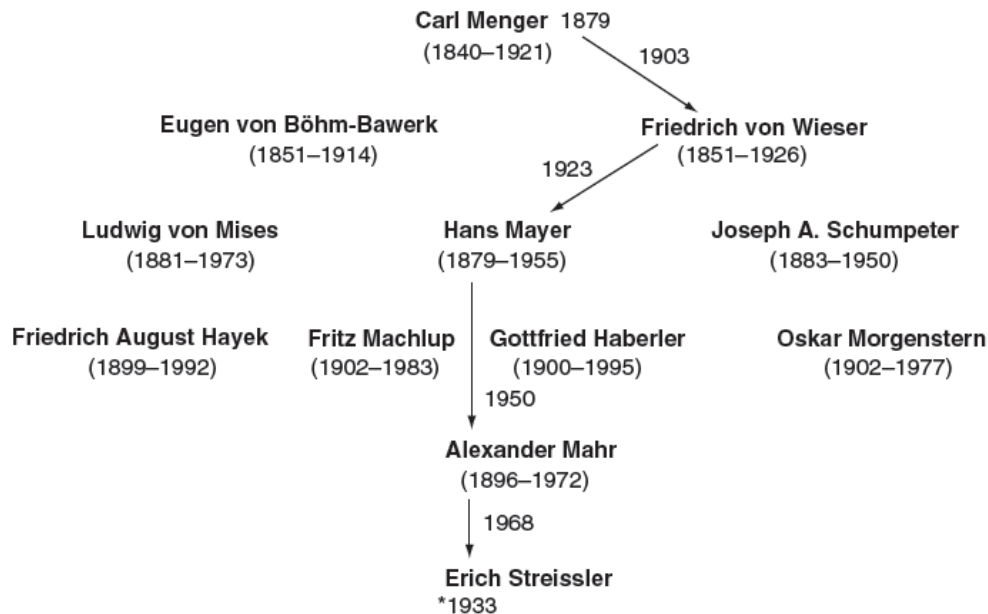 Carl Menger 1879
(1840–1921)
1903
Eugen von Böhm-Bawerk
(1851–1914)
Friedrich von Wieser
(1851–1926)
1923
Ludwig von Mises
(1881–1973)
Hans Mayer
(1879–1955)
Joseph A. Schumpeter
(1883–1950)
Friedrich August Hayek
(1899–1992)
Fritz Machlup
(1902–1983)
Gottfried Haberler
(1900–1995)
Oskar Morgenstern
(1902–1977)
1950
Alexander Mahr
(1896–1972)
1968
Erich Streissler
*1933